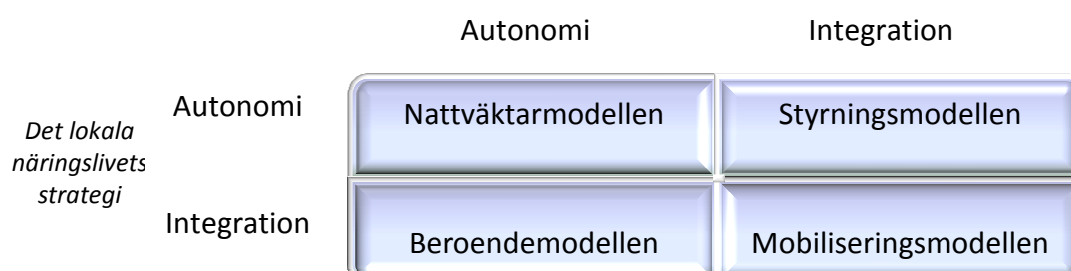 Autonomi Integration
Autonomi
Nattväktarmodellen Styrningsmodellen
Det lokala
näringslivets
strategi
Integration
Beroendemodellen Mobiliseringsmodellen